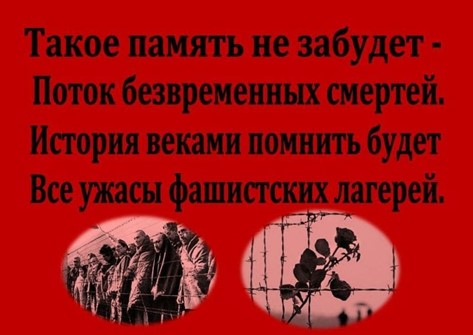 Такое память не забудет -
Поток безвременных смертей.
История веками помнить будет
Все ужасы фашистских лагерей.